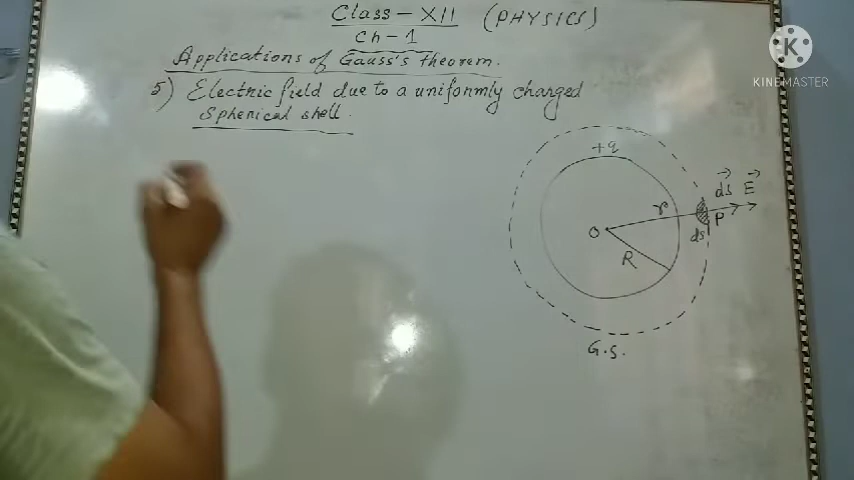 Class - XII (PHYSICS)
Ch - 1
Applications of Gauss's theorem.
5) Electric field due to a uniformly charged
Spherical shell.
+q
ds E
r
P
O
ds
R
G.S.
K
KINEMASTER